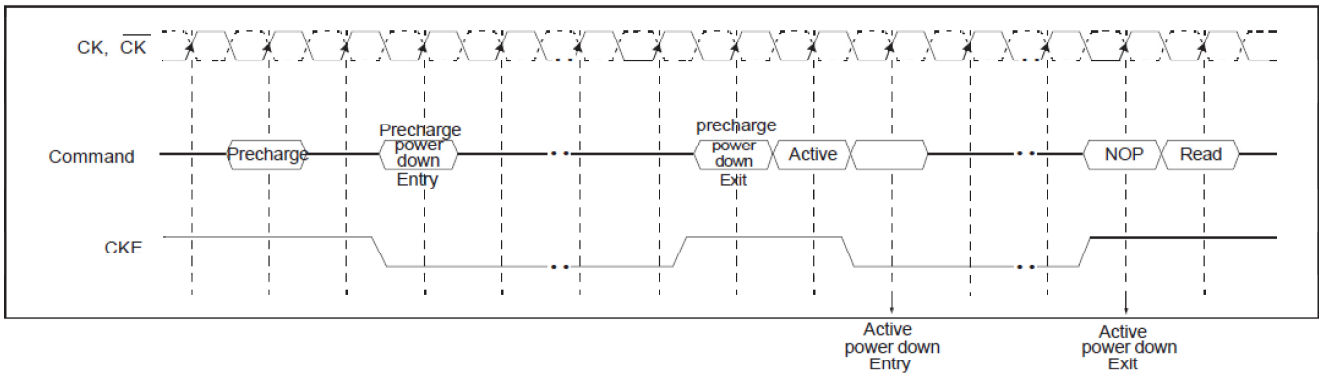 CK, CK
Command
Precharge
Precharge
power
down
Entry
precharge
power
down
Exit
Active
NOP
Read
CKE
Active
power down
Entry
Active
power down
Exit